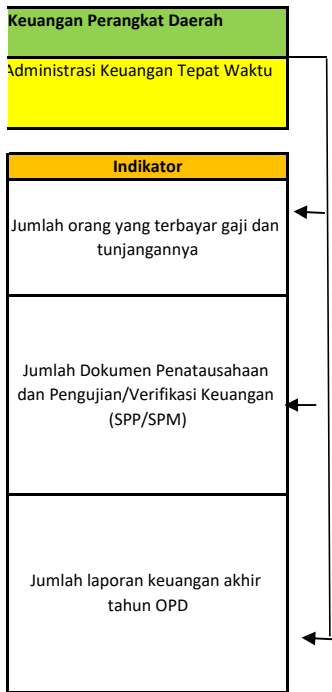 Keuangan Perangkat Daerah
Administrasi Keuangan Tepat Waktu
Indikator
Jumlah orang yang terbayar gaji dan
tunjangannya
Jumlah Dokumen Penatausahaan
dan Pengujian/Verifikasi Keuangan
(SPP/SPM)
Jumlah laporan keuangan akhir
tahun OPD